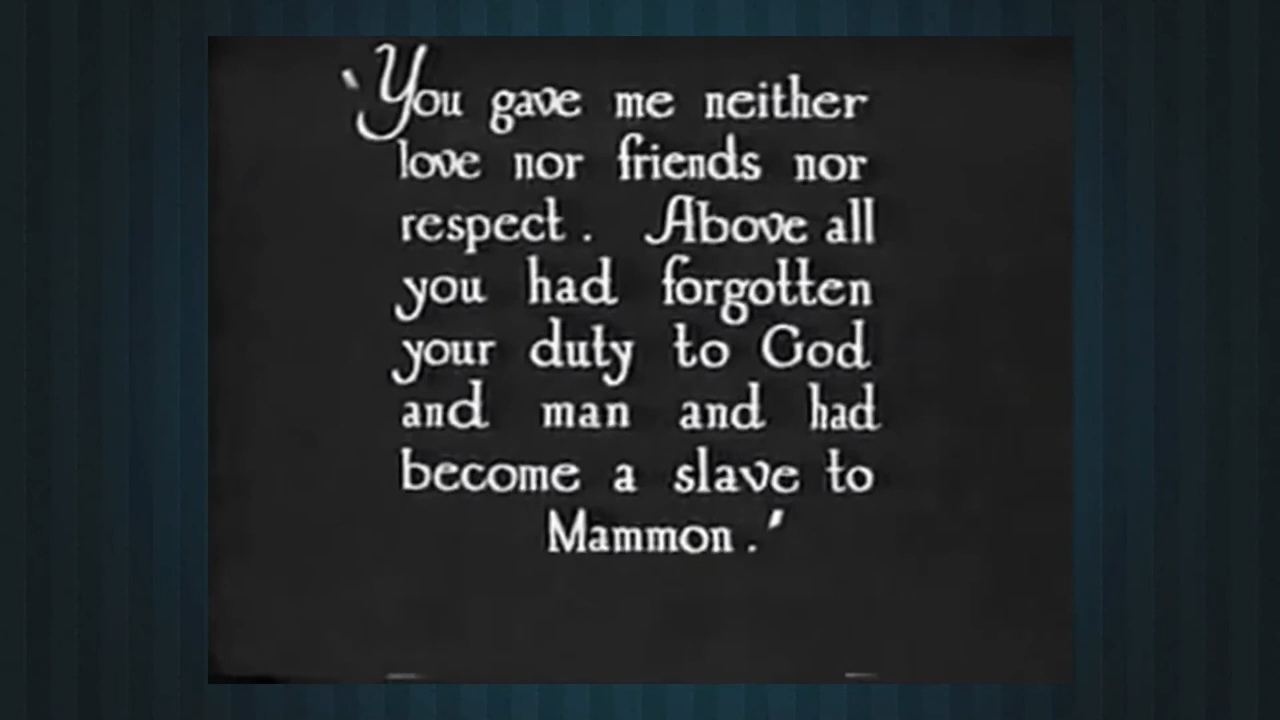 'You gave me neither
love nor friends nor
respect. Above all
you had forgotten
your duty to God
and man and had
become a slave to
Mammon.'